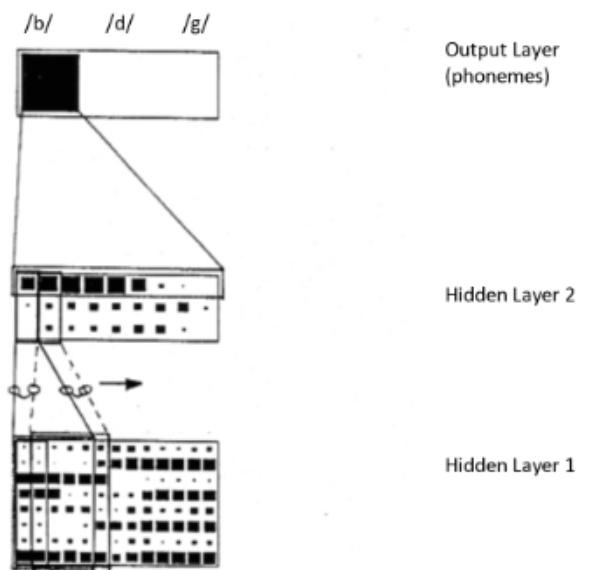 /b/ /d/ /g/
Output Layer
(phonemes)
Hidden Layer 2
Hidden Layer 1